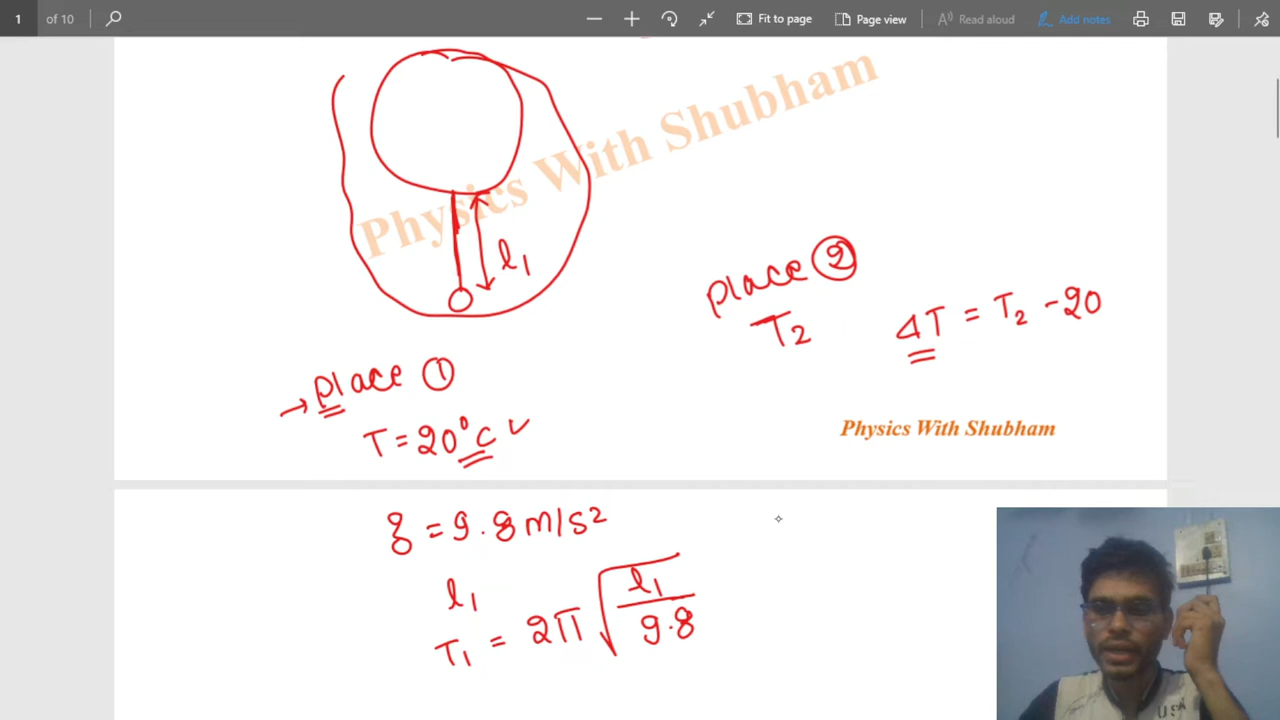 1 of 10 Fit to page Page view A Read aloud Add notes
Physics With Shubham
l₁
place ②
T₂ ΔT = T₂ - 20
→ place ①
T = 20°c ✓
Physics With Shubham
g = 9.8 m/s²
l₁
T₁ = 2π √(l₁/9.8)
USA